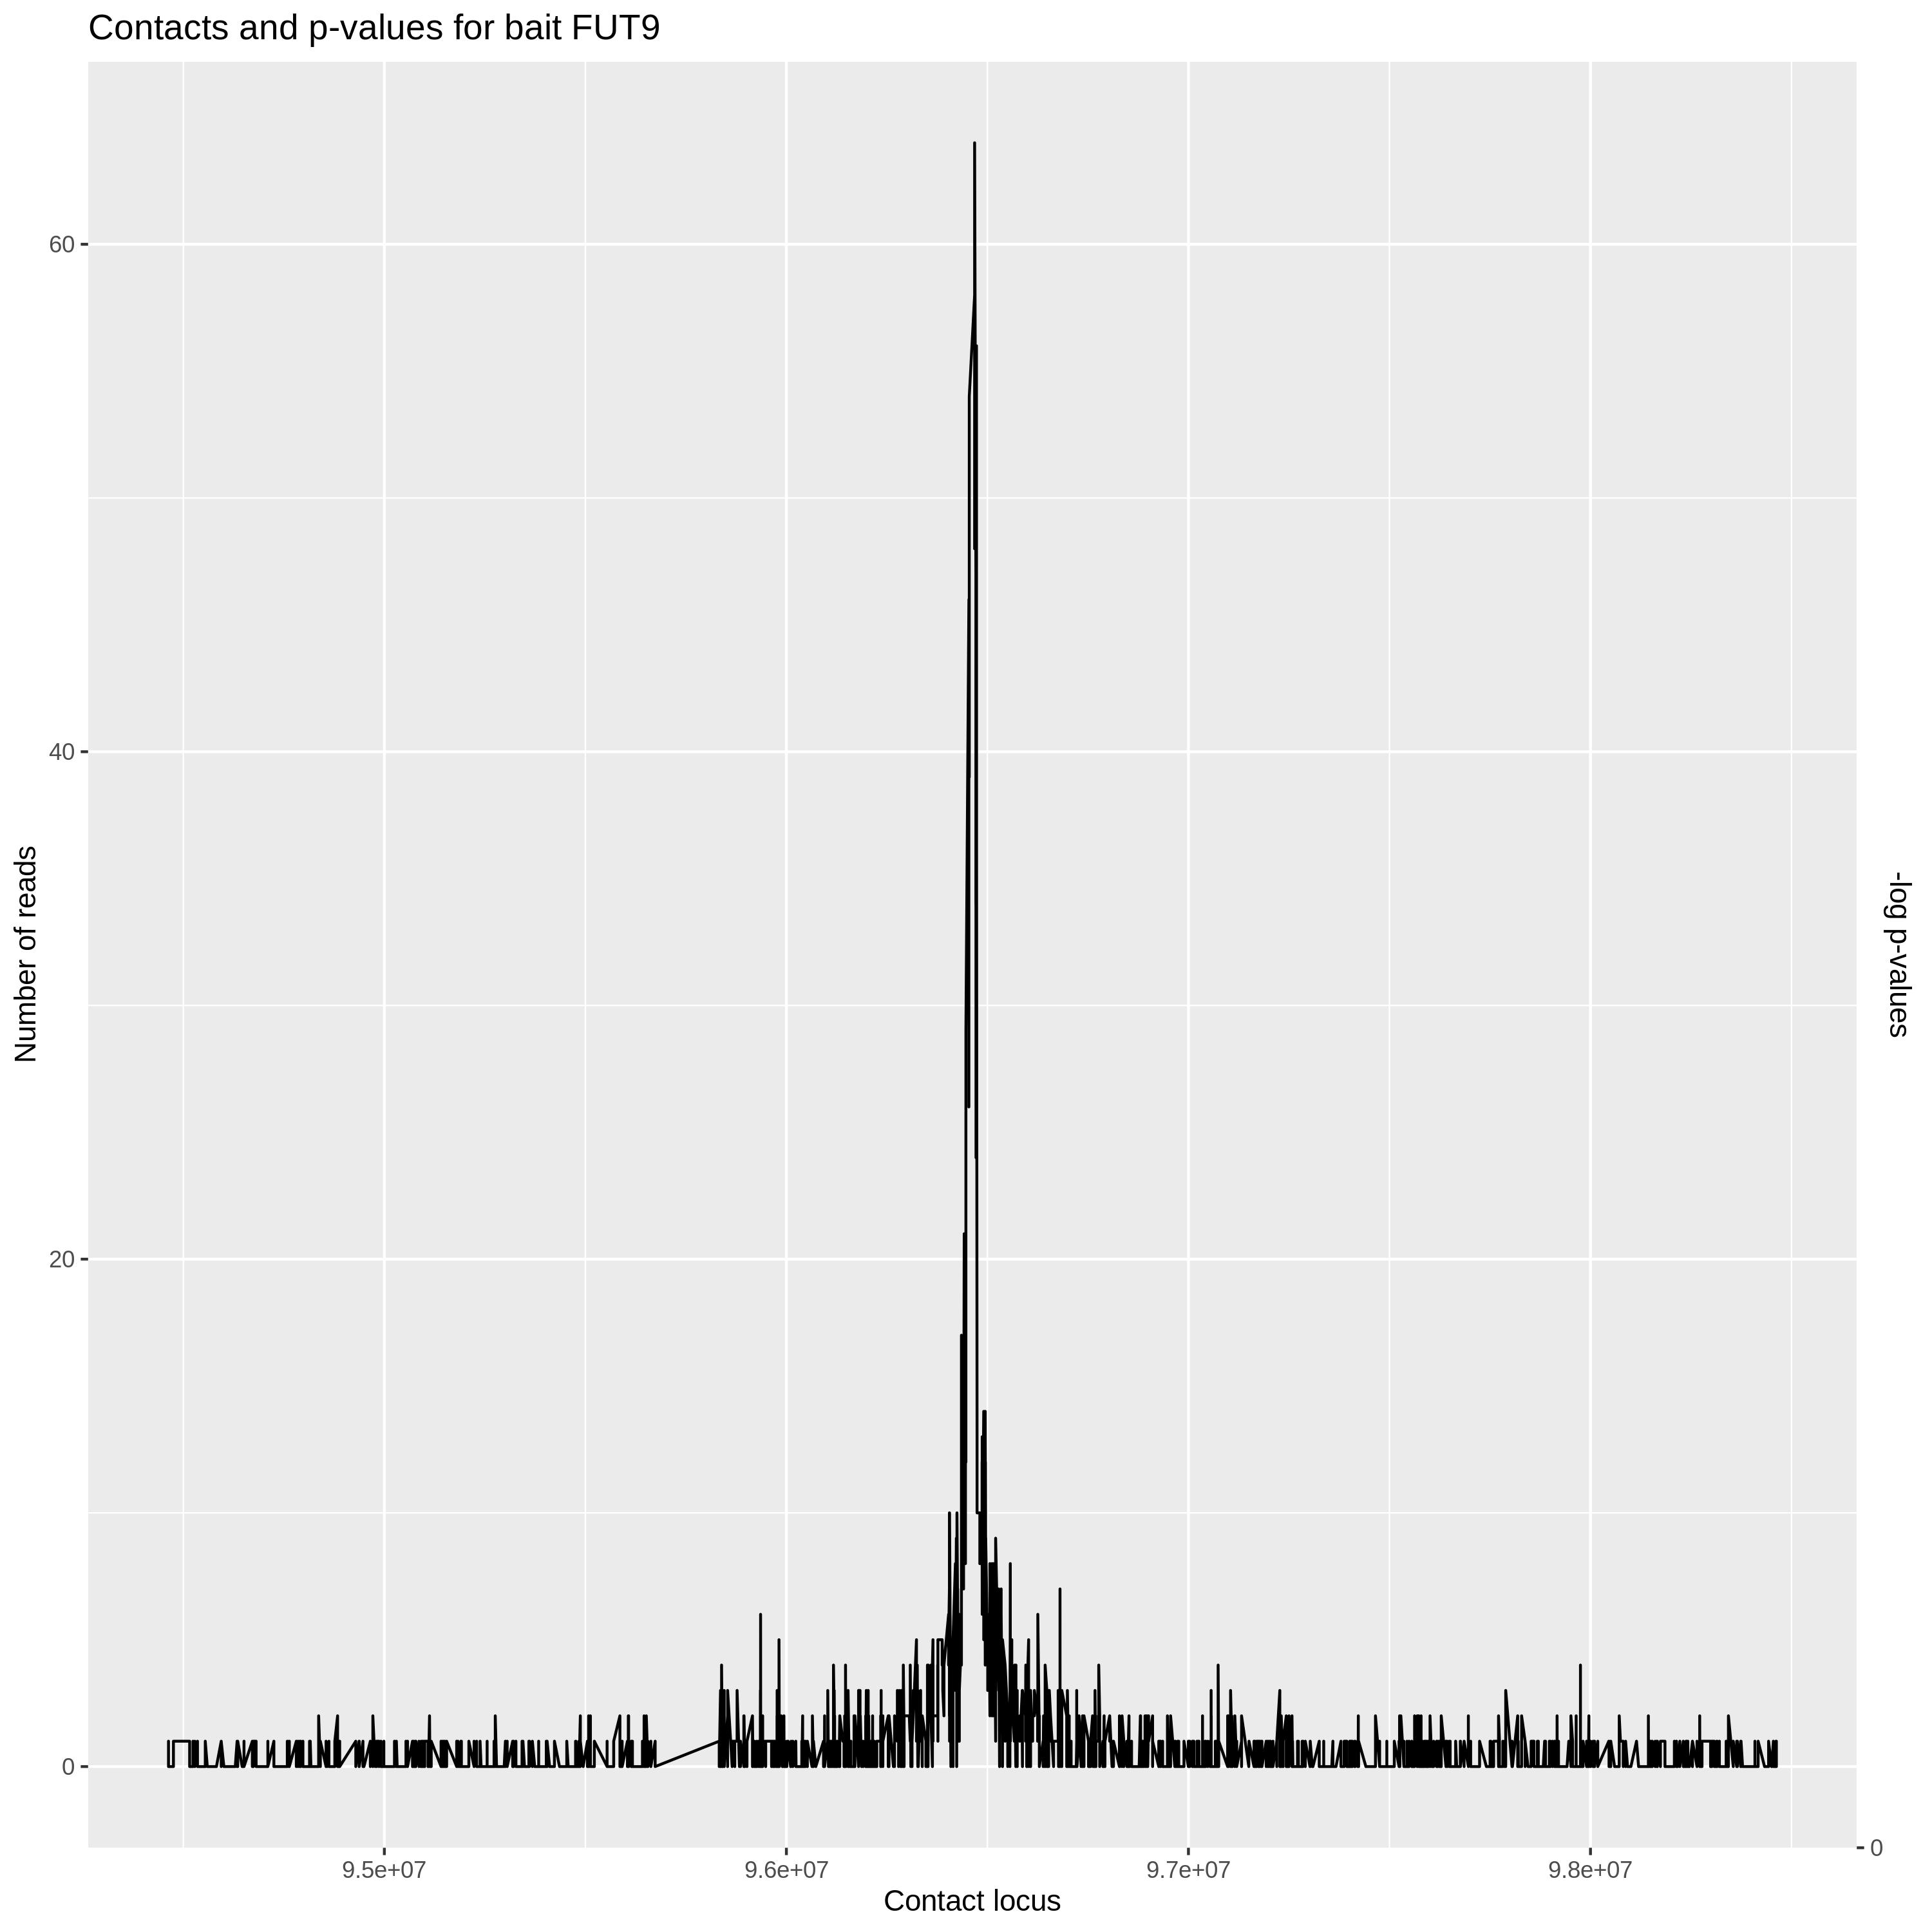 Contacts and p-values for bait FUT9
60
40
20
0
Number of reads
-log p-values
0
9.5e+07 9.6e+07 9.7e+07 9.8e+07
Contact locus